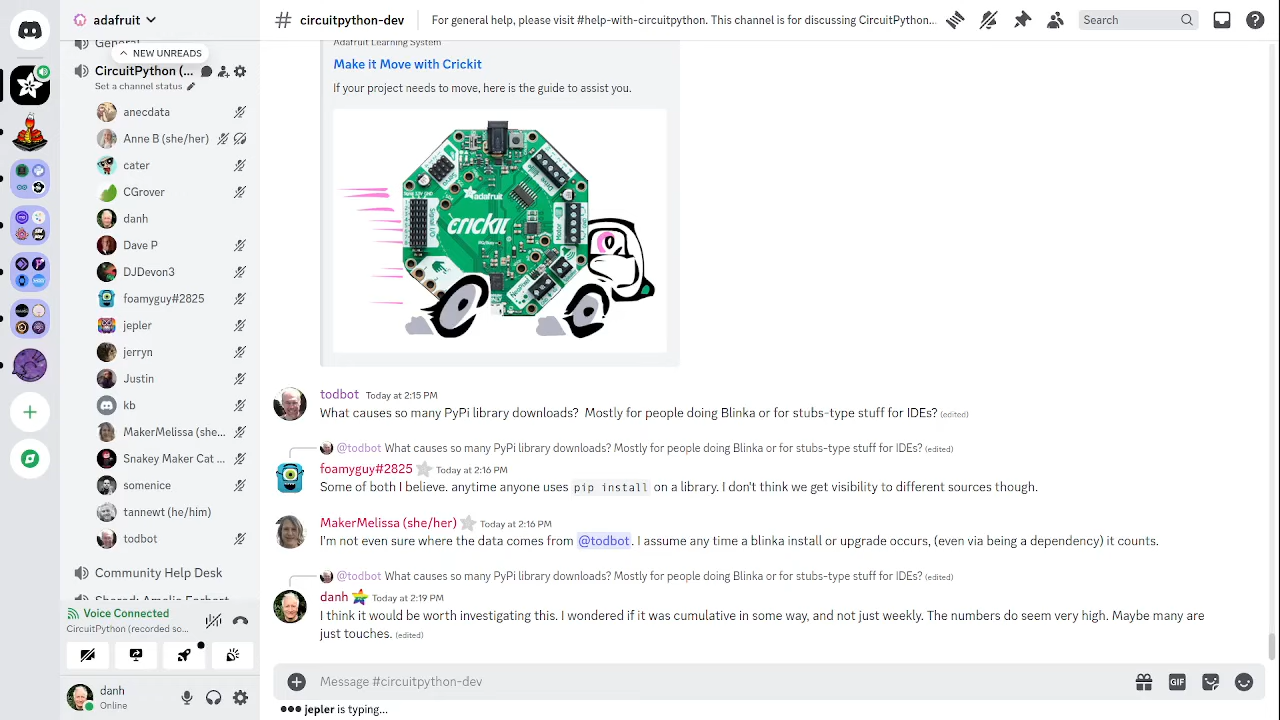 adafruit
circuitpython-dev
For general help, please visit #help-with-circuitpython. This channel is for discussing CircuitPython...
Search
General
NEW UNREADS
CircuitPython (...
Set a channel status
anecdata
Anne B (she/her)
cater
CGrover
danh
Dave P
DJDevon3
foamyguy#2825
jepler
jerryn
Justin
kb
MakerMelissa (she...
Snakey Maker Cat ...
somenice
tannewt (he/him)
todbot
Community Help Desk
Voice Connected
CircuitPython (recorded so...
danh
Online
Adafruit Learning System
Make it Move with Crickit
If your project needs to move, here is the guide to assist you.
adafruit
crickit
todbot Today at 2:15 PM
What causes so many PyPi library downloads? Mostly for people doing Blinka or for stubs-type stuff for IDEs? (edited)
@todbot What causes so many PyPi library downloads? Mostly for people doing Blinka or for stubs-type stuff for IDEs? (edited)
foamyguy#2825 Today at 2:16 PM
Some of both I believe. anytime anyone uses pip install on a library. I don't think we get visibility to different sources though.
MakerMelissa (she/her) Today at 2:16 PM
I'm not even sure where the data comes from @todbot. I assume any time a blinka install or upgrade occurs, (even via being a dependency) it counts.
@todbot What causes so many PyPi library downloads? Mostly for people doing Blinka or for stubs-type stuff for IDEs? (edited)
danh Today at 2:19 PM
I think it would be worth investigating this. I wondered if it was cumulative in some way, and not just weekly. The numbers do seem very high. Maybe many are
just touches. (edited)
Message #circuitpython-dev
GIF
jepler is typing...